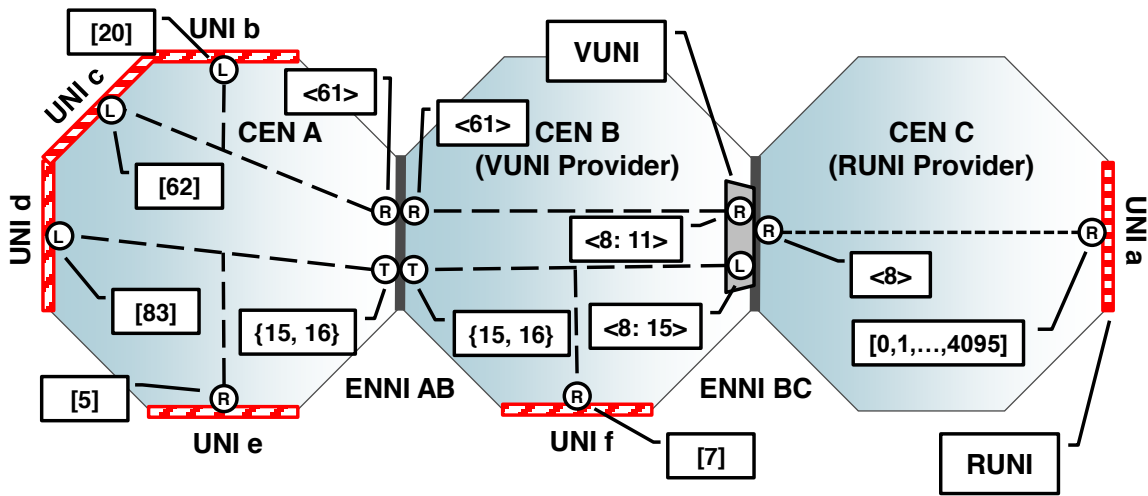 [20]
UNI b
VUNI
UNI c
<61>
<61>
CEN A
CEN B
(VUNI Provider)
CEN C
(RUNI Provider)
L
L
[62]
R
R
R
R
R
<8: 11>
<8>
UNI d
L
T
T
L
UNI a
[83]
{15, 16}
{15, 16}
<8: 15>
[0,1,…,4095]
[5]
R
ENNI AB
R
ENNI BC
UNI e
UNI f
[7]
RUNI